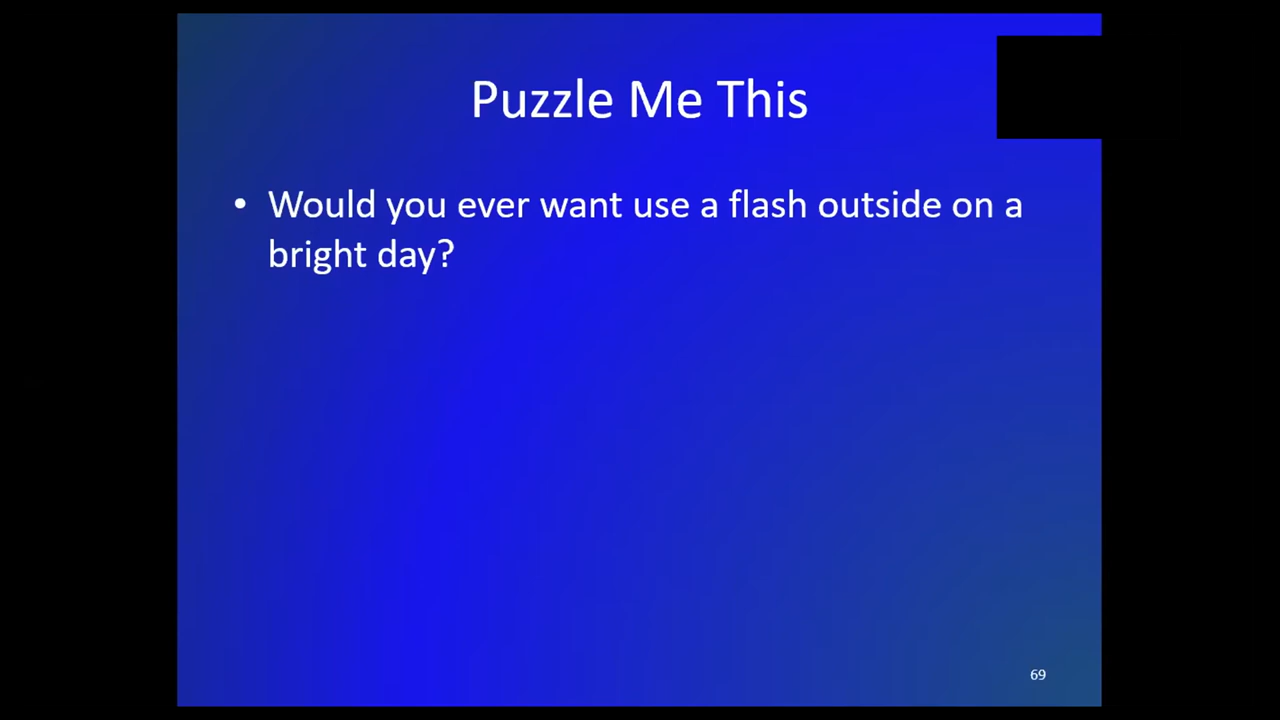 Puzzle Me This
• Would you ever want use a flash outside on a
bright day?
69